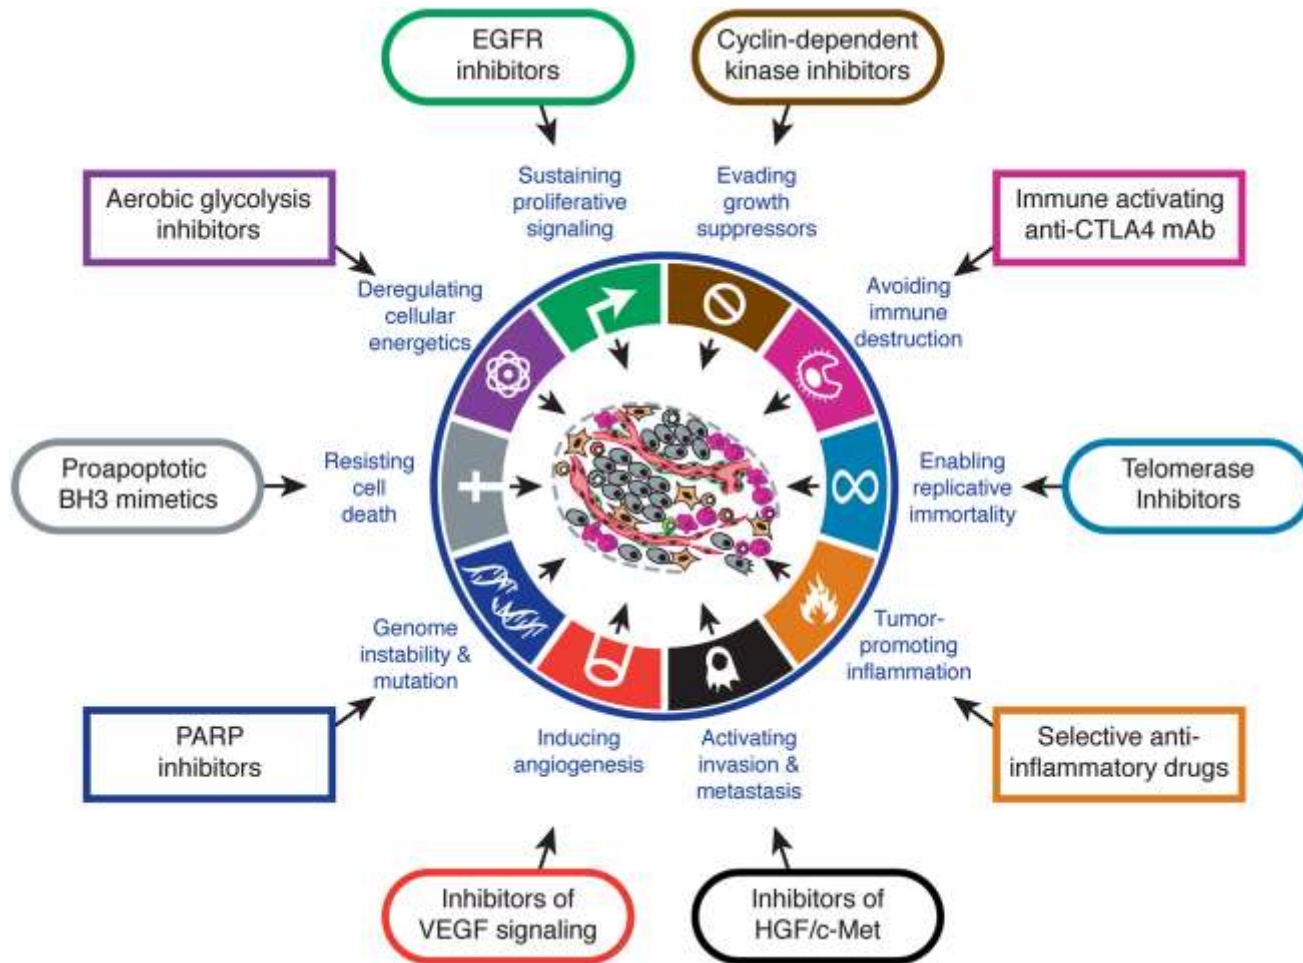 EGFR
inhibitors
Cyclin-dependent
kinase inhibitors
Sustaining
proliferative
signaling
Evading
growth
suppressors
Aerobic glycolysis
inhibitors
Immune activating
anti-CTLA4 mAb
Deregulating
cellular
energetics
Avoiding
immune
destruction
Proapoptotic
BH3 mimetics
Resisting
cell
death
Enabling
replicative
immortality
Telomerase
Inhibitors
Genome
instability &
mutation
Tumor-
promoting
inflammation
PARP
inhibitors
Inducing
angiogenesis
Activating
invasion &
metastasis
Selective anti-
inflammatory drugs
Inhibitors of
VEGF signaling
Inhibitors of
HGF/c-Met